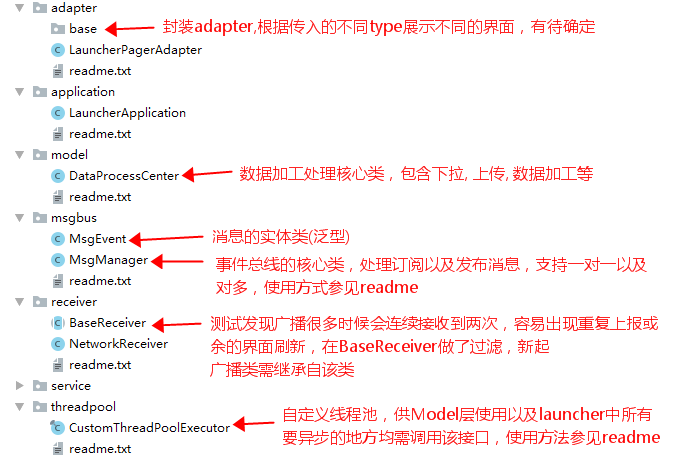 adapter
base
封装adapter,根据传入的不同type展示不同的界面，有待确定
LauncherPagerAdapter
readme.txt
application
LauncherApplication
readme.txt
model
DataProcessCenter
数据加工处理核心类，包含下拉, 上传, 数据加工等
readme.txt
msgbus
MsgEvent
消息的实体类(泛型)
MsgManager
事件总线的核心类，处理订阅以及发布消息，支持一对一以及
对多，使用方式参见readme
readme.txt
receiver
BaseReceiver
测试发现广播很多时候会连续接收到两次，容易出现重复上报或
余的界面刷新，在BaseReceiver做了过滤，新起
广播类需继承自该类
NetworkReceiver
readme.txt
service
threadpool
CustomThreadPoolExecutor
自定义线程池，供Model层使用以及launcher中所有
要异步的地方均需调用该接口，使用方法参见readme
readme.txt